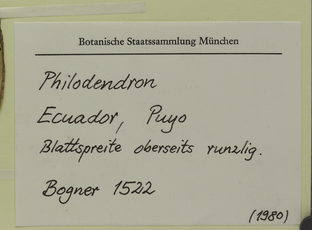 Botanische Staatssammlung München
Philodendron
Ecuador, Puyo
Blattspreite oberseits runzlig.
Bogner 1522
(1980)